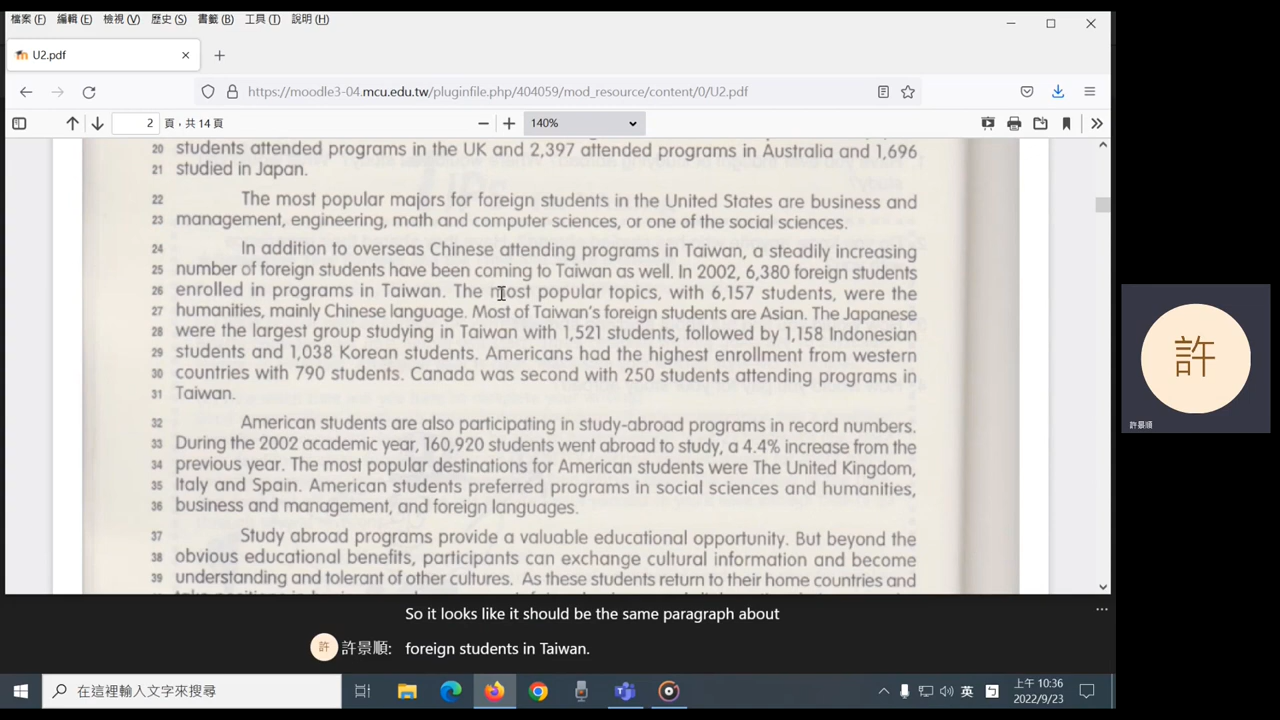 檔案 (F) 編輯 (E) 檢視 (V) 歷史 (S) 書籤 (B) 工具 (T) 說明 (H)
U2.pdf
https://moodle3-04.mcu.edu.tw/pluginfile.php/404059/mod_resource/content/0/U2.pdf
2 頁，共 14 頁 140%
20 students attended programs in the UK and 2,397 attended programs in Australia and 1,696
21 studied in Japan.
22 The most popular majors for foreign students in the United States are business and
23 management, engineering, math and computer sciences, or one of the social sciences.
24 In addition to overseas Chinese attending programs in Taiwan, a steadily increasing
25 number of foreign students have been coming to Taiwan as well. In 2002, 6,380 foreign students
26 enrolled in programs in Taiwan. The most popular topics, with 6,157 students, were the
27 humanities, mainly Chinese language. Most of Taiwan's foreign students are Asian. The Japanese
28 were the largest group studying in Taiwan with 1,521 students, followed by 1,158 Indonesian
29 students and 1,038 Korean students. Americans had the highest enrollment from western
30 countries with 790 students. Canada was second with 250 students attending programs in
31 Taiwan.
32 American students are also participating in study-abroad programs in record numbers.
33 During the 2002 academic year, 160,920 students went abroad to study, a 4.4% increase from the
34 previous year. The most popular destinations for American students were The United Kingdom,
35 Italy and Spain. American students preferred programs in social sciences and humanities,
36 business and management, and foreign languages.
37 Study abroad programs provide a valuable educational opportunity. But beyond the
38 obvious educational benefits, participants can exchange cultural information and become
39 understanding and tolerant of other cultures. As these students return to their home countries and
許
許景順
So it looks like it should be the same paragraph about
許 許景順: foreign students in Taiwan.
在這裡輸入文字來搜尋
英
上午 10:36
2022/9/23